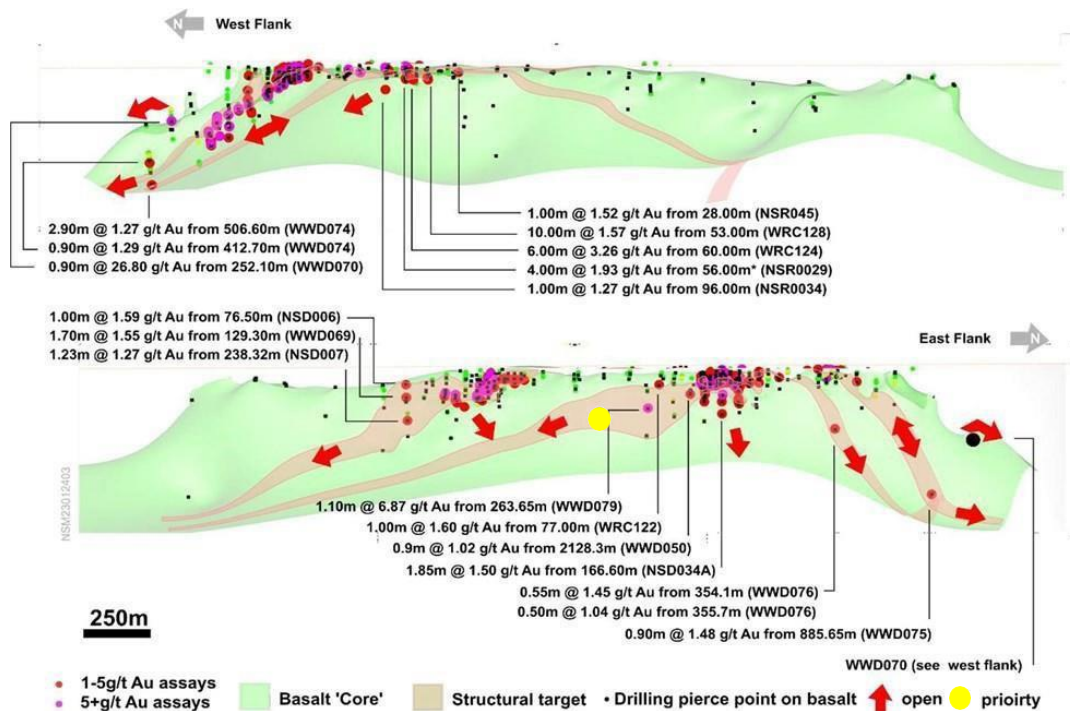 N West Flank
2.90m @ 1.27 g/t Au from 506.60m (WWD074)
0.90m @ 1.29 g/t Au from 412.70m (WWD074)
0.90m @ 26.80 g/t Au from 252.10m (WWD070)
1.00m @ 1.52 g/t Au from 28.00m (NSR045)
10.00m @ 1.57 g/t Au from 53.00m (WRC128)
6.00m @ 3.26 g/t Au from 60.00m (WRC124)
4.00m @ 1.93 g/t Au from 56.00m* (NSR0029)
1.00m @ 1.27 g/t Au from 96.00m (NSR0034)
1.00m @ 1.59 g/t Au from 76.50m (NSD006)
1.70m @ 1.55 g/t Au from 129.30m (WWD069)
1.23m @ 1.27 g/t Au from 238.32m (NSD007)
East Flank N
NSM23012403
1.10m @ 6.87 g/t Au from 263.65m (WWD079)
1.00m @ 1.60 g/t Au from 77.00m (WRC122)
0.9m @ 1.02 g/t Au from 2128.3m (WWD050)
1.85m @ 1.50 g/t Au from 166.60m (NSD034A)
0.55m @ 1.45 g/t Au from 354.1m (WWD076)
0.50m @ 1.04 g/t Au from 355.7m (WWD076)
0.90m @ 1.48 g/t Au from 885.65m (WWD075)
WWD070 (see west flank)
250m
1-5g/t Au assays
5+g/t Au assays
Basalt 'Core'
Structural target
Drilling pierce point on basalt
open
prioirty